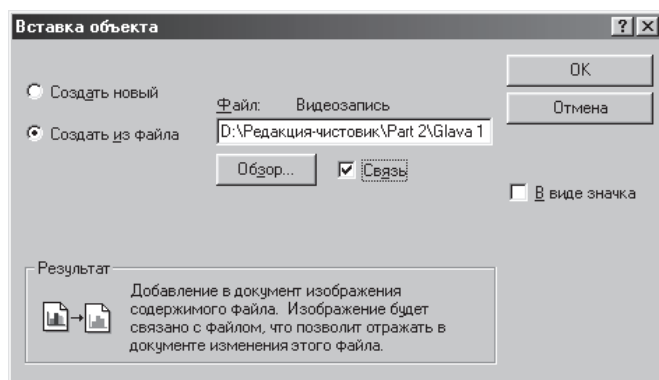 Вставка объекта
Создать новый
Создать из файла
Файл: Видеозапись
D:\Редакция-чистовик\Part 2\Glava 1
Обзор...
Связь
OK
Отмена
В виде значка
Результат
Добавление в документ изображения
содержимого файла. Изображение будет
связано с файлом, что позволит отражать в
документе изменения этого файла.